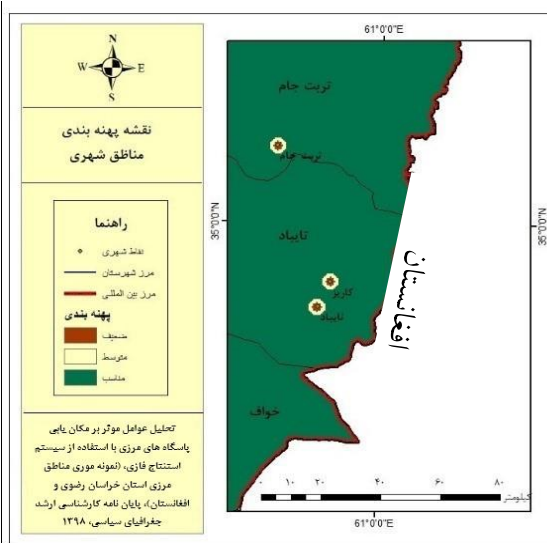 N
W E
S
نقشه پهنه بندی
مناظق شهری
راهنما
نقاط شهری
مرز شهرستان
مرز بین المللی
پهنه بندی
ضعیف
متوسط
مناسب
تحلیل عوامل موثر بر مکان یابی
پاسگاه های مرزی با استفاده از سیستم
استنتاج فازی، (نمونه موری مناطق
مرزی استان خراسان رضوی و
افغانستان)، پایان نامه کارشناسی ارشد
جغرافیای سیاسی، ۱۳۹۸
61°0'0"E
تربت جام
تربت جام
35°0'0"N
35°0'0"N
تایباد
افغانستان
کاریز
تایباد
خواف
۰ ۱۰ ۲۰ ۴۰ ۶۰ ۸۰
کیلومتر
61°0'0"E